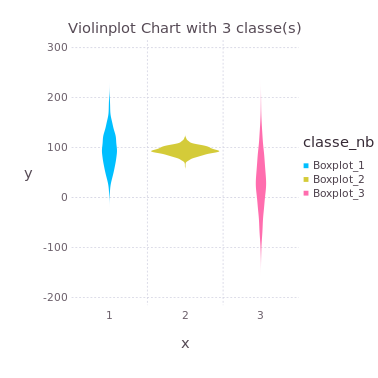 Violinplot Chart with 3 classe(s)
300
200
100
0
-100
-200
y
1
2
3
x
classe_nb
Boxplot_1
Boxplot_2
Boxplot_3